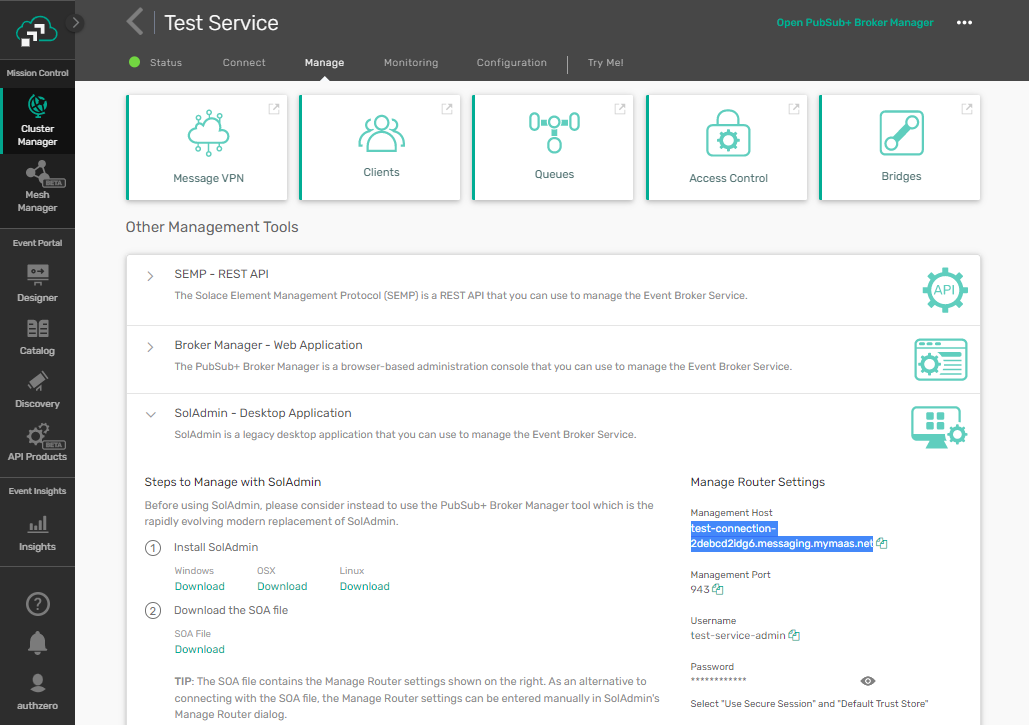 Test Service
Open PubSub+ Broker Manager
Status
Connect
Manage
Monitoring
Configuration
Try Me!
Mission Control
Cluster
Manager
BETA
Mesh
Manager
Event Portal
Designer
Catalog
Discovery
BETA
API Products
Event Insights
Insights
?
authzero
Message VPN
Clients
Queues
Access Control
Bridges
Other Management Tools
SEMP - REST API
The Solace Element Management Protocol (SEMP) is a REST API that you can use to manage the Event Broker Service.
API
Broker Manager - Web Application
The PubSub+ Broker Manager is a browser-based administration console that you can use to manage the Event Broker Service.
SolAdmin - Desktop Application
SolAdmin is a legacy desktop application that you can use to manage the Event Broker Service.
Steps to Manage with SolAdmin
Before using SolAdmin, please consider instead to use the PubSub+ Broker Manager tool which is the
rapidly evolving modern replacement of SolAdmin.
1 Install SolAdmin
Windows OSX Linux
Download Download Download
2 Download the SOA file
SOA File
Download
TIP: The SOA file contains the Manage Router settings shown on the right. As an alternative to
connecting with the SOA file, the Manage Router settings can be entered manually in SolAdmin's
Manage Router dialog.
Manage Router Settings
Management Host
test-connection-
2debcd2idg6.messaging.mymaas.net
Management Port
943
Username
test-service-admin
Password
************
Select "Use Secure Session" and "Default Trust Store"